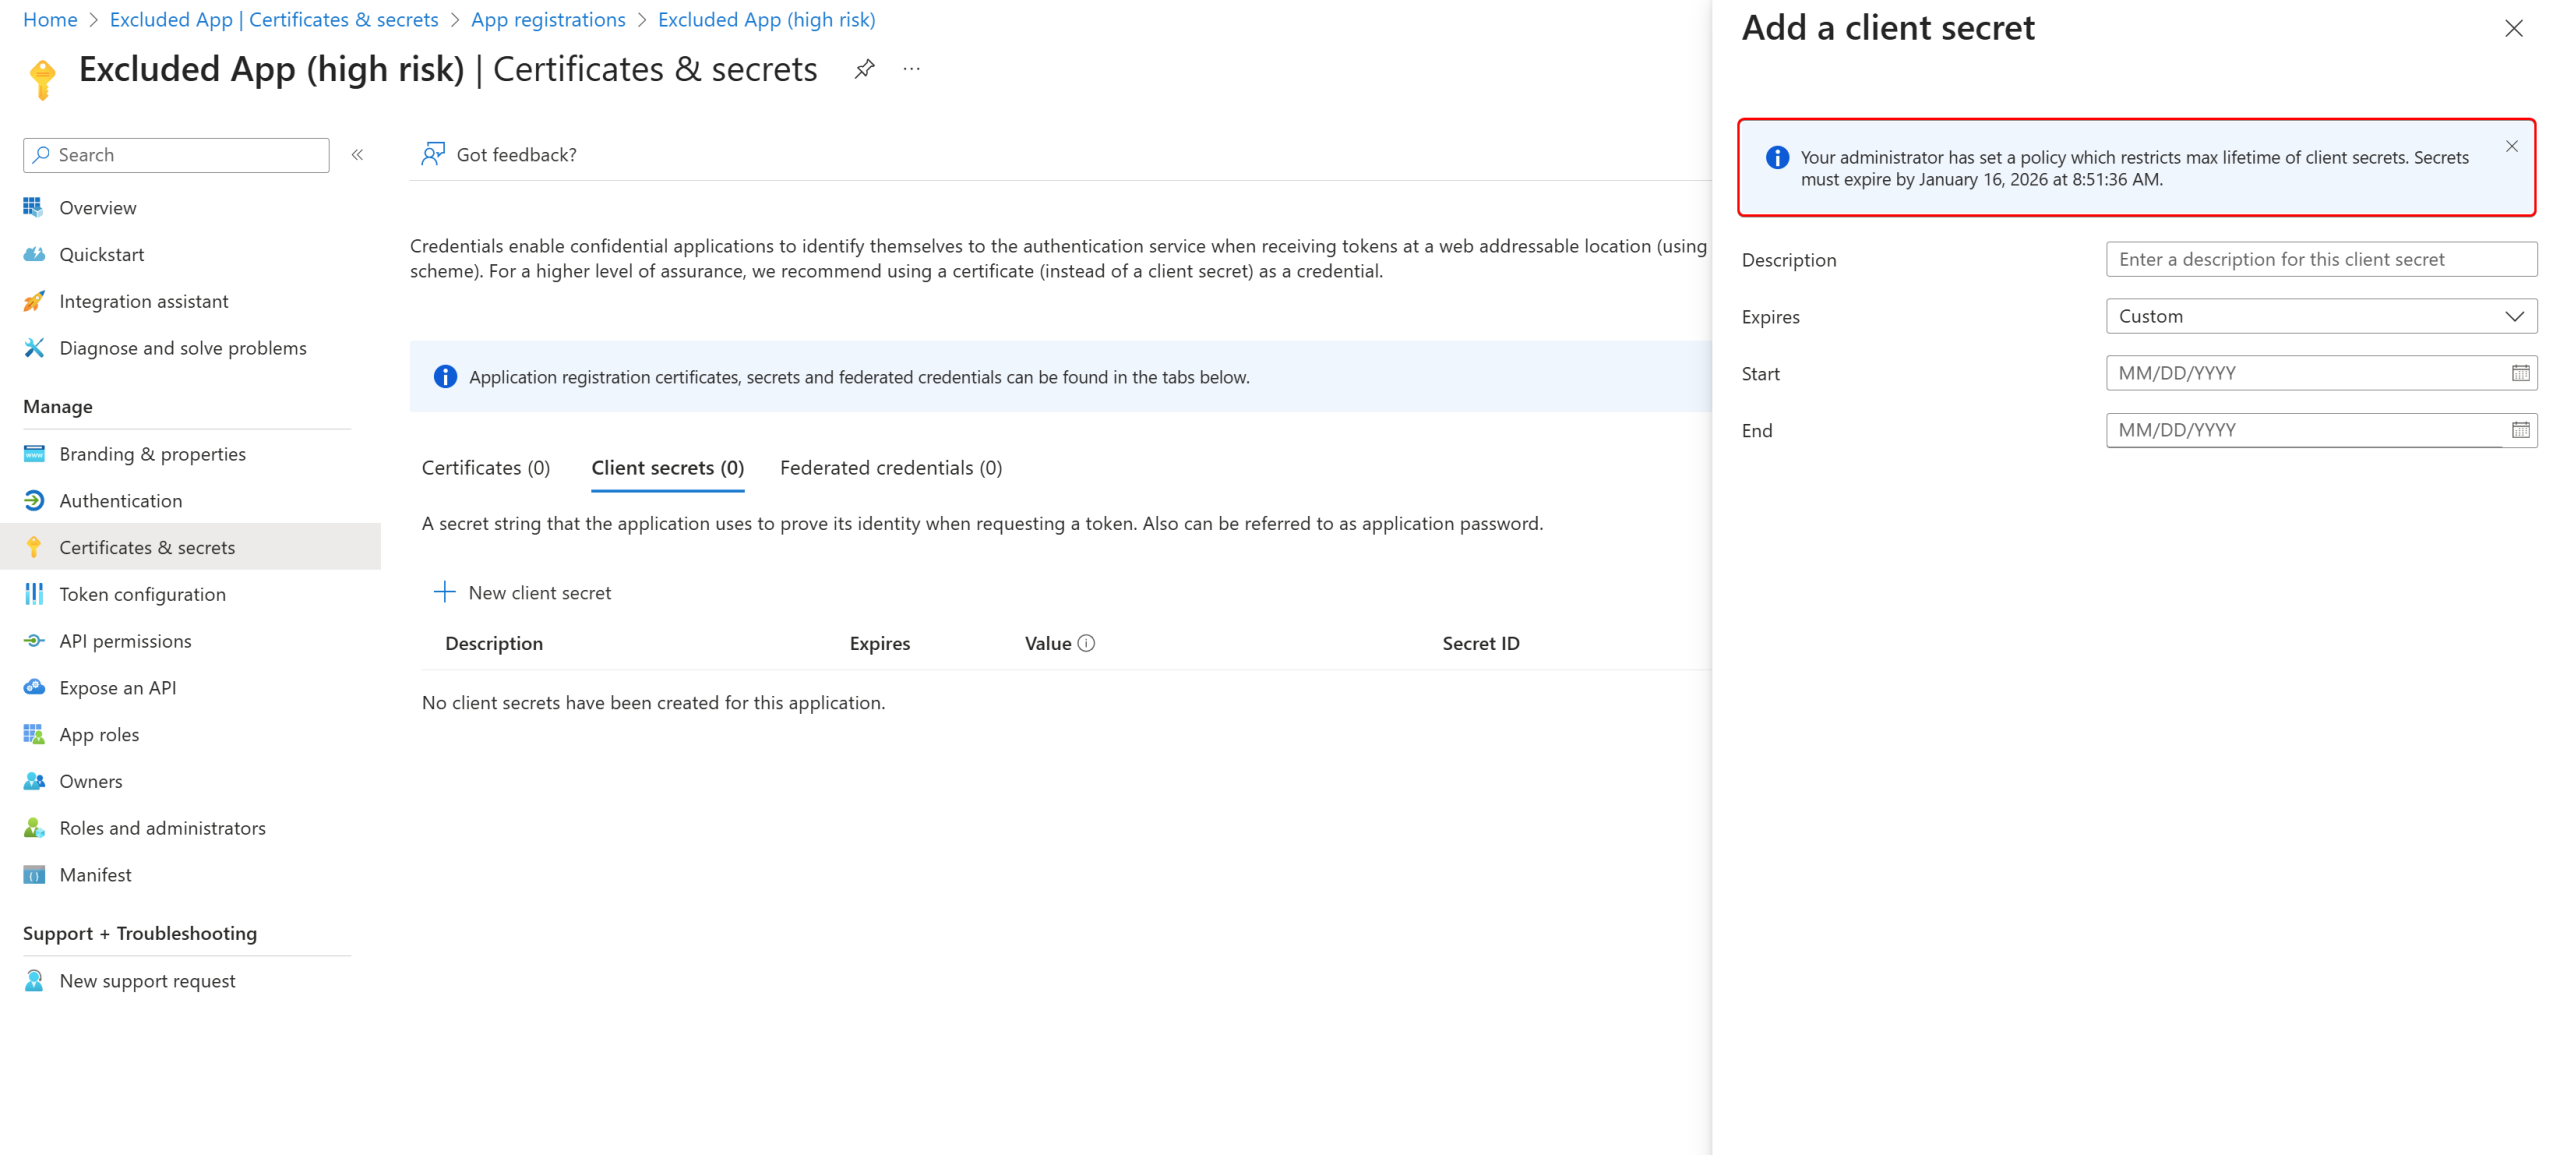 Home > Excluded App | Certificates & secrets > App registrations > Excluded App (high risk)
Excluded App (high risk) | Certificates & secrets
Search
Overview
Quickstart
Integration assistant
Diagnose and solve problems
Manage
Branding & properties
Authentication
Certificates & secrets
Token configuration
API permissions
Expose an API
App roles
Owners
Roles and administrators
Manifest
Support + Troubleshooting
New support request
Got feedback?
Credentials enable confidential applications to identify themselves to the authentication service when receiving tokens at a web addressable location (using
scheme). For a higher level of assurance, we recommend using a certificate (instead of a client secret) as a credential.
Application registration certificates, secrets and federated credentials can be found in the tabs below.
Certificates (0) Client secrets (0) Federated credentials (0)
A secret string that the application uses to prove its identity when requesting a token. Also can be referred to as application password.
New client secret
Description Expires Value Secret ID
No client secrets have been created for this application.
Add a client secret
Your administrator has set a policy which restricts max lifetime of client secrets. Secrets
must expire by January 16, 2026 at 8:51:36 AM.
Description Enter a description for this client secret
Expires Custom
Start MM/DD/YYYY
End MM/DD/YYYY